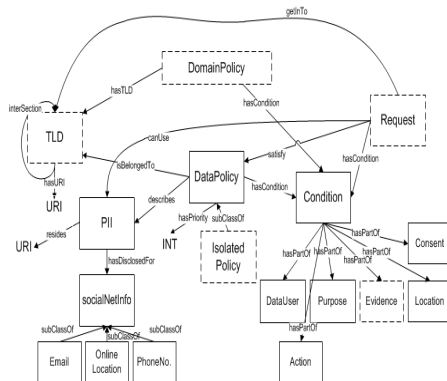 getInTo
DomainPolicy
interSection
hasTLD
hasCondition
Request
TLD
canUse
satisfy
hasURI
isBelongedTo
hasCondition
DataPolicy
hasCondition
Condition
URI
PII
describes
hasPriority
subClassOf
URI
resides
INT
Isolated
Policy
hasPartOf
hasPartOf
hasPartOf
hasPartOf
hasPartOf
Consent
hasDisclosedFor
socialNetInfo
DataUser
Purpose
Evidence
Location
subClassOf
subClassOf
subClassOf
hasPartOf
Email
Online
Location
PhoneNo.
Action